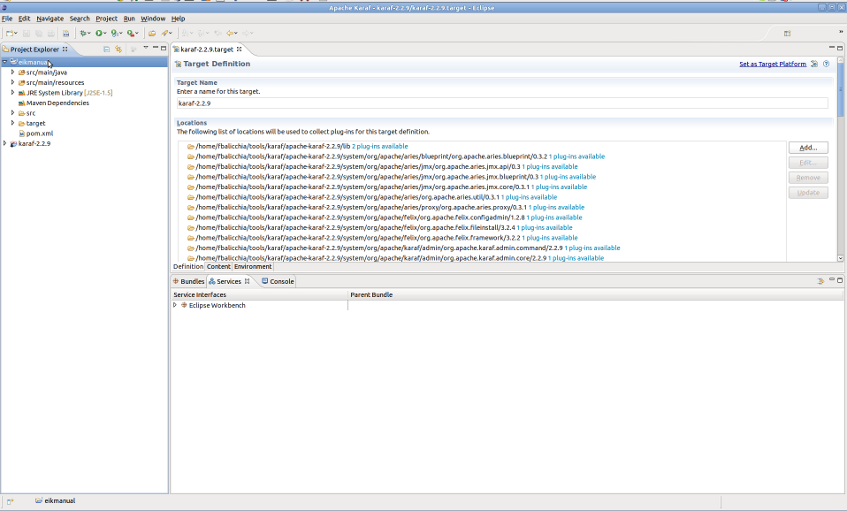 Apache Karaf - karaf-2.2.9/karaf-2.2.9.target - Eclipse
File Edit Navigate Search Project Run Window Help
Project Explorer
eikmanual
src/main/java
src/main/resources
JRE System Library [J2SE-1.5]
Maven Dependencies
src
target
pom.xml
karaf-2.2.9
karaf-2.2.9.target
Target Definition
Set as Target Platform
Target Name
Enter a name for this target.
karaf-2.2.9
Locations
The following list of locations will be used to collect plug-ins for this target definition.
/home/fbalicchia/tools/karaf/apache-karaf-2.2.9/lib 2 plug-ins available
/home/fbalicchia/tools/karaf/apache-karaf-2.2.9/system/org/apache/aries/blueprint/org.apache.aries.blueprint/0.3.2 1 plug-ins available
/home/fbalicchia/tools/karaf/apache-karaf-2.2.9/system/org/apache/aries/jmx/org.apache.aries.jmx.api/0.3 1 plug-ins available
/home/fbalicchia/tools/karaf/apache-karaf-2.2.9/system/org/apache/aries/jmx/org.apache.aries.jmx.blueprint/0.3 1 plug-ins available
/home/fbalicchia/tools/karaf/apache-karaf-2.2.9/system/org/apache/aries/jmx/org.apache.aries.jmx.core/0.3.1 1 plug-ins available
/home/fbalicchia/tools/karaf/apache-karaf-2.2.9/system/org/apache/aries/org.apache.aries.util/0.3.1 1 plug-ins available
/home/fbalicchia/tools/karaf/apache-karaf-2.2.9/system/org/apache/aries/proxy/org.apache.aries.proxy/0.3.1 1 plug-ins available
/home/fbalicchia/tools/karaf/apache-karaf-2.2.9/system/org/apache/felix/org.apache.felix.configadmin/1.2.8 1 plug-ins available
/home/fbalicchia/tools/karaf/apache-karaf-2.2.9/system/org/apache/felix/org.apache.felix.fileinstall/3.2.4 1 plug-ins available
/home/fbalicchia/tools/karaf/apache-karaf-2.2.9/system/org/apache/felix/org.apache.felix.framework/3.2.2 1 plug-ins available
/home/fbalicchia/tools/karaf/apache-karaf-2.2.9/system/org/apache/karaf/admin/org.apache.karaf.admin.command/2.2.9 1 plug-ins available
/home/fbalicchia/tools/karaf/apache-karaf-2.2.9/system/org/apache/karaf/admin/org.apache.karaf.admin.core/2.2.9 1 plug-ins available
Add...
Edit...
Remove
Update
Definition Content Environment
Bundles Services Console
Service Interfaces Parent Bundle
Eclipse Workbench
eikmanual